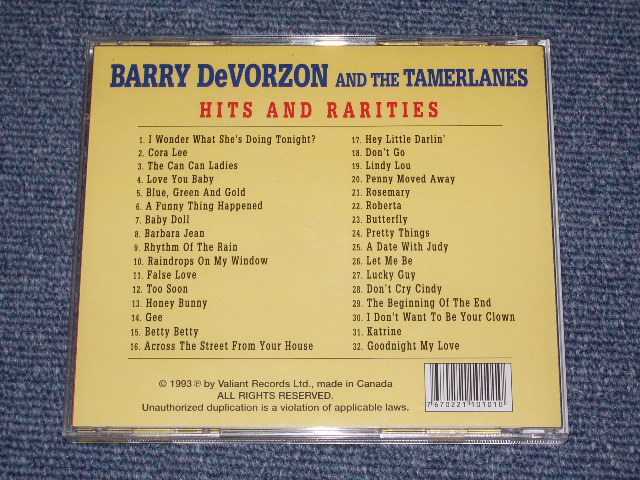 BARRY DeVORZON AND THE TAMERLANES
HITS AND RARITIES
1. I Wonder What She's Doing Tonight?
2. Cora Lee
3. The Can Can Ladies
4. Love You Baby
5. Blue, Green And Gold
6. A Funny Thing Happened
7. Baby Doll
8. Barbara Jean
9. Rhythm Of The Rain
10. Raindrops On My Window
11. False Love
12. Too Soon
13. Honey Bunny
14. Gee
15. Betty Betty
16. Across The Street From Your House
17. Hey Little Darlin'
18. Don't Go
19. Lindy Lou
20. Penny Moved Away
21. Rosemary
22. Roberta
23. Butterfly
24. Pretty Things
25. A Date With Judy
26. Let Me Be
27. Lucky Guy
28. Don't Cry Cindy
29. The Beginning Of The End
30. I Don't Want To Be Your Clown
31. Katrine
32. Goodnight My Love
© 1993 ℗ by Valiant Records Ltd., made in Canada
ALL RIGHTS RESERVED.
Unauthorized duplication is a violation of applicable laws.
7 670221 101010